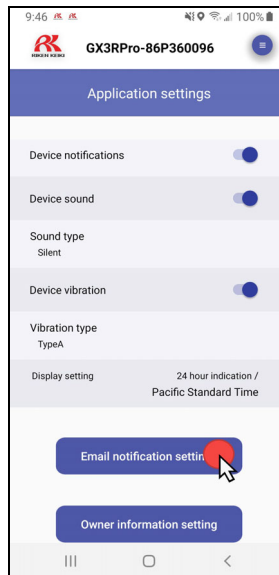 9:46 100%
RIKEN KEIKI
GX3RPro-86P360096
Application settings
Device notifications
Device sound
Sound type
Silent
Device vibration
Vibration type
TypeA
Display setting
24 hour indication /
Pacific Standard Time
Email notification settin
Owner information setting